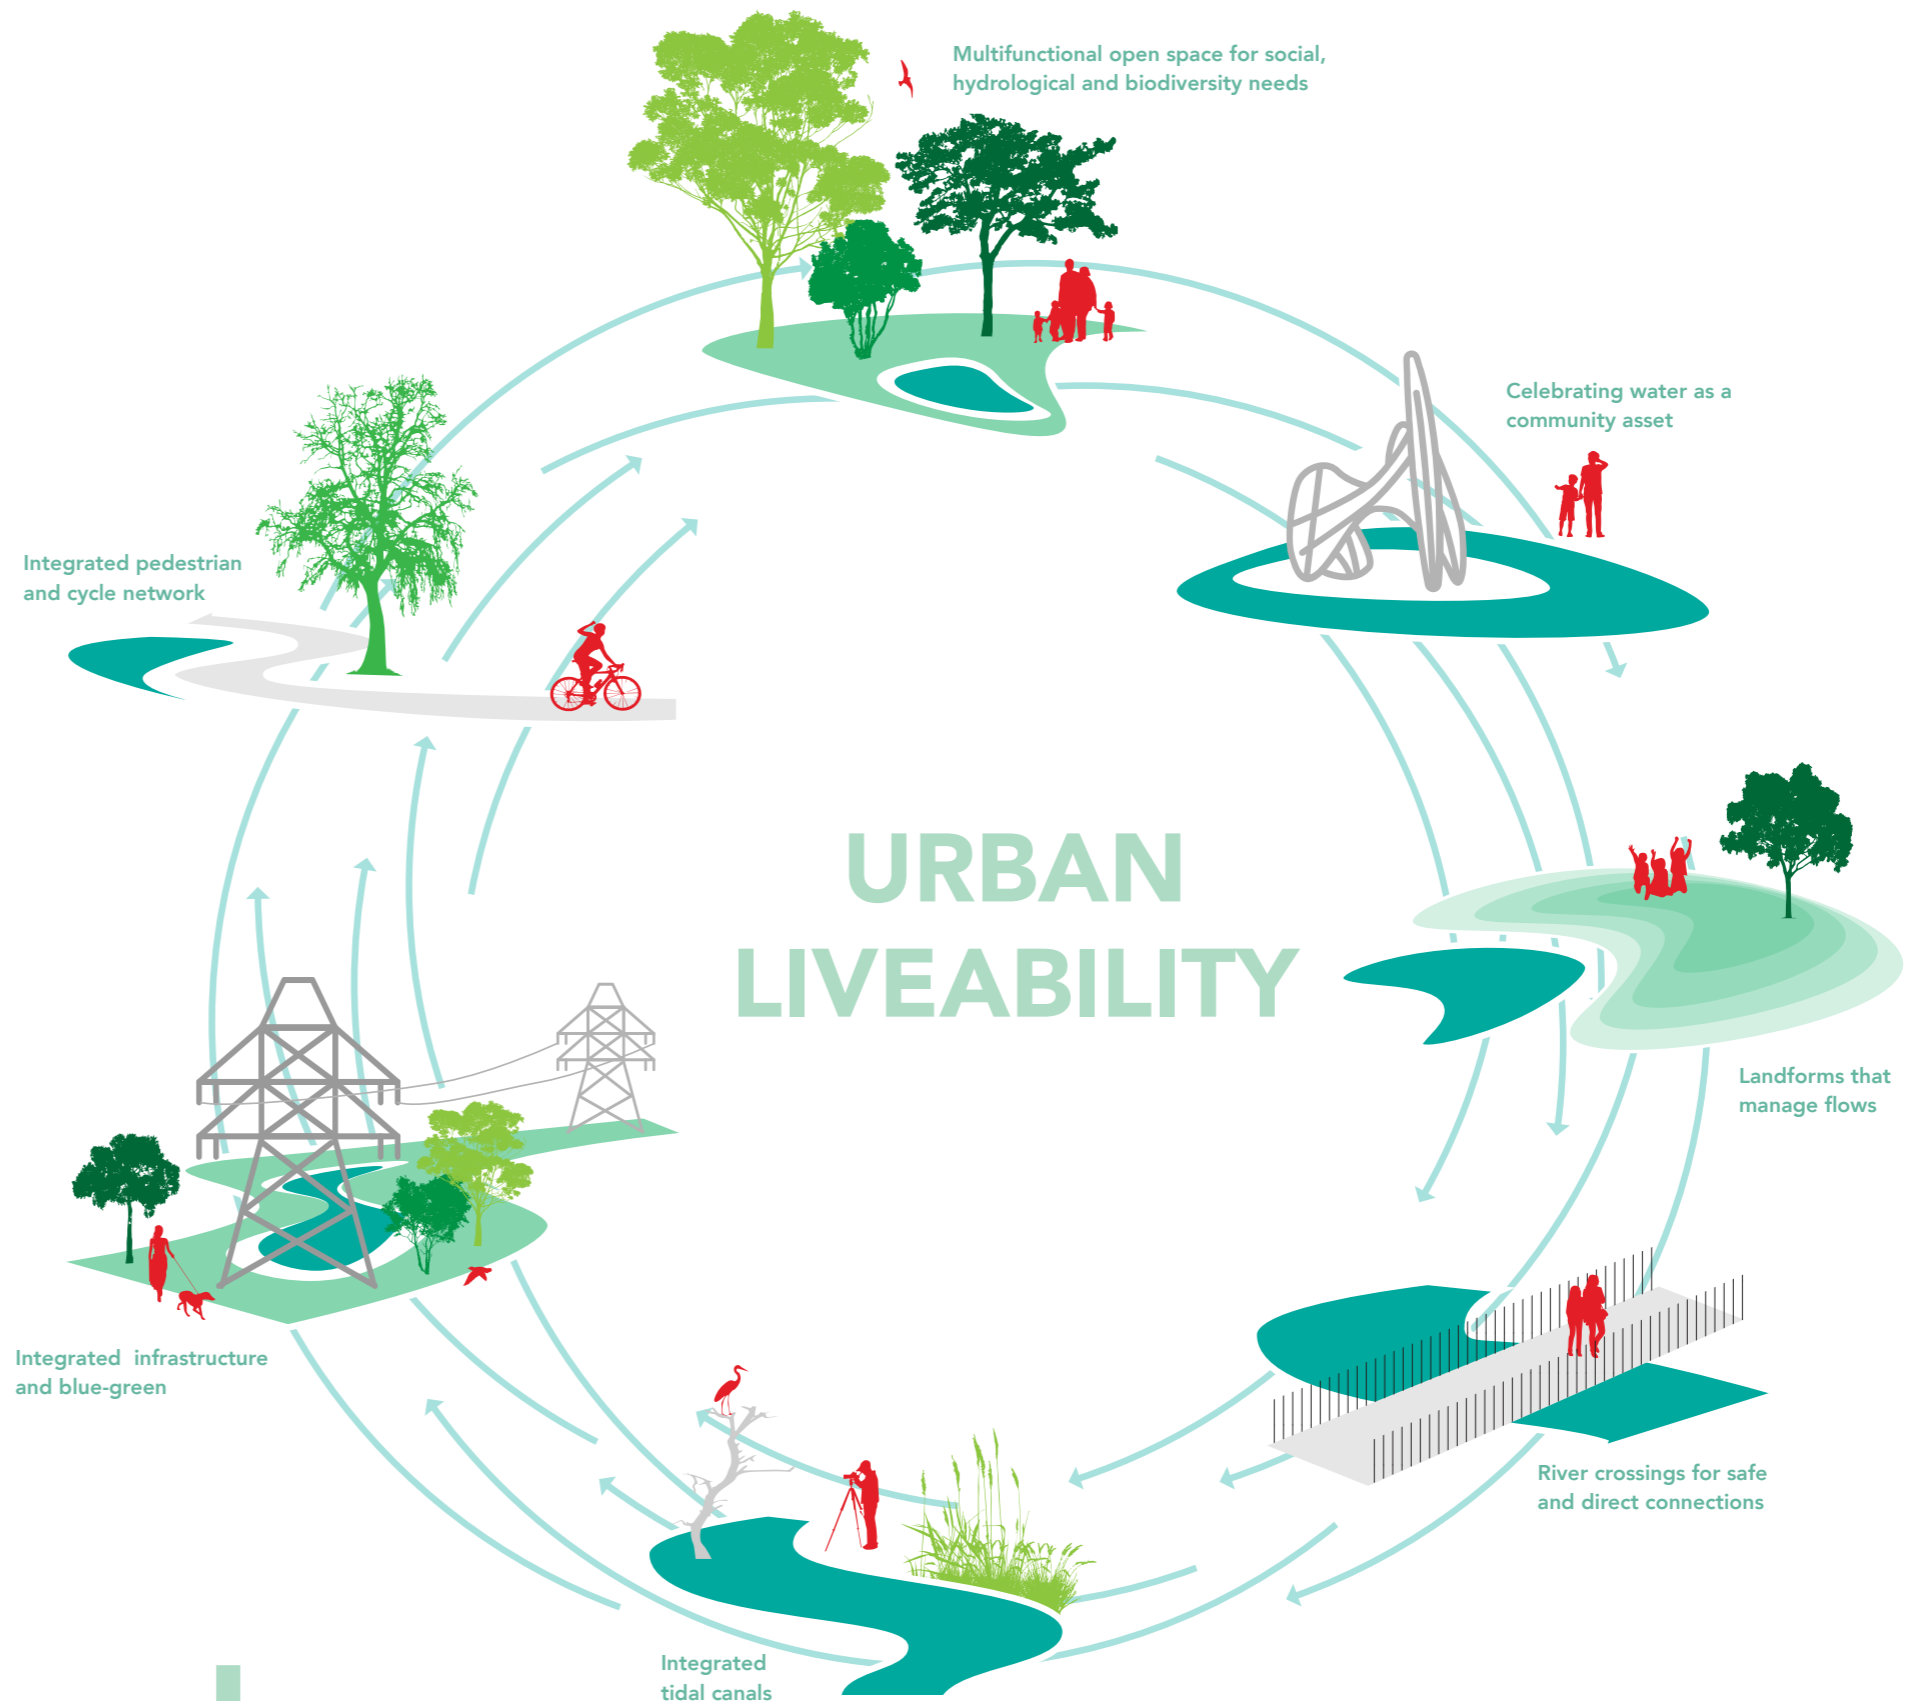 Multifunctional open space for social,
hydrological and biodiversity needs
Celebrating water as a
community asset
Integrated pedestrian
and cycle network
URBAN
LIVEABILITY
Landforms that
manage flows
Integrated infrastructure
and blue-green
River crossings for safe
and direct connections
Integrated
tidal canals